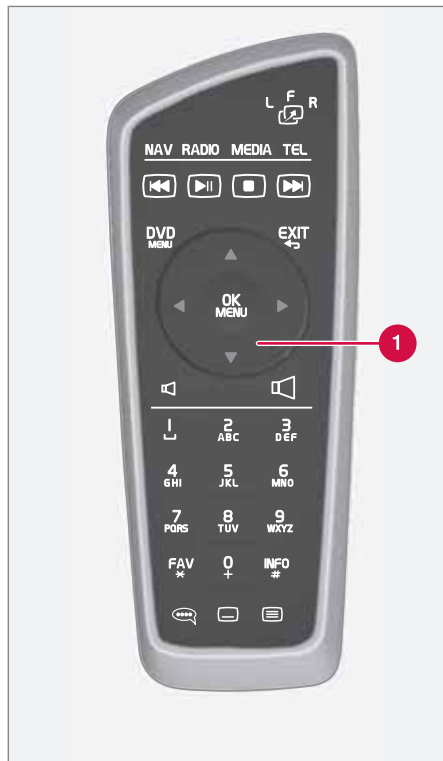 L F R
NAV RADIO MEDIA TEL
DVD
MENU
EXIT
OK
MENU
1
1 2 3
ABC DEF
4 5 6
GHI JKL MNO
7 8 9
PQRS TUV WXYZ
FAV 0 INFO
* + #